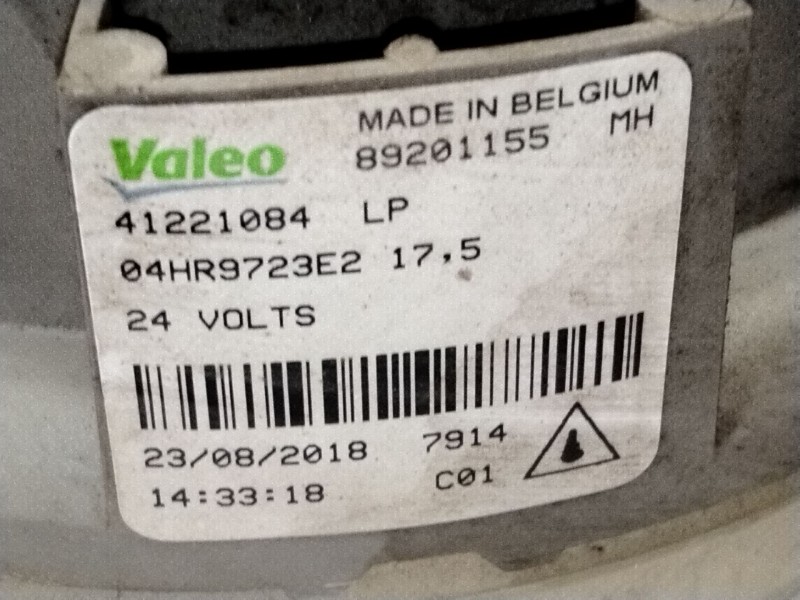 Valeo MADE IN BELGIUM
89201155 MH
41221084 LP
04HR9723E2 17,5
24 VOLTS
23/08/2018 7914
14:33:18 C01